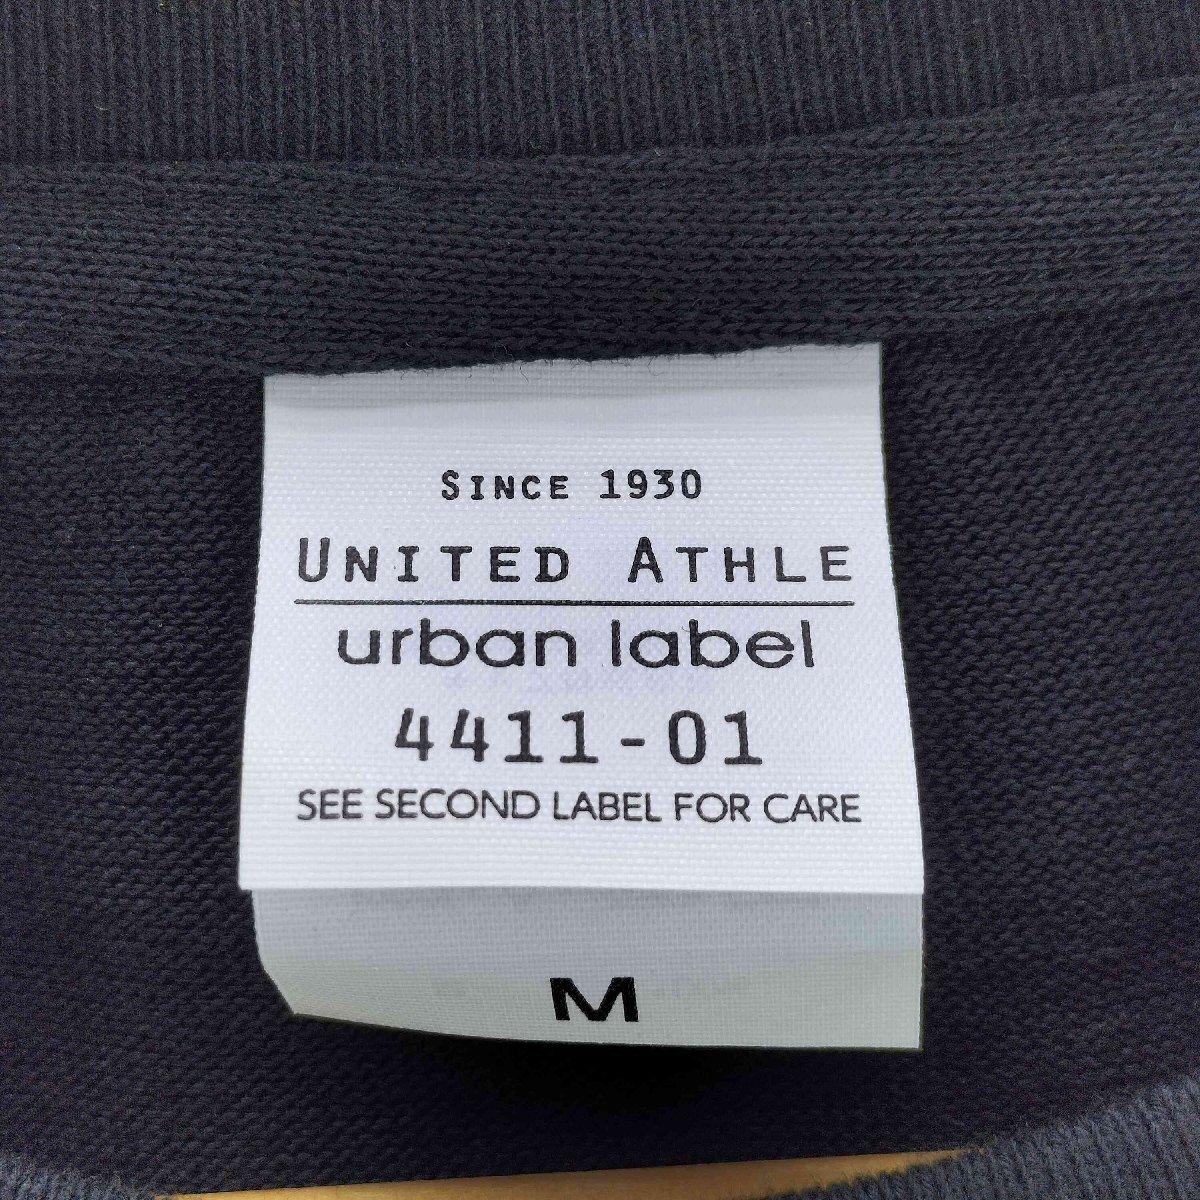 SINCE 1930
UNITED ATHLE
urban label
4411-01
SEE SECOND LABEL FOR CARE
M